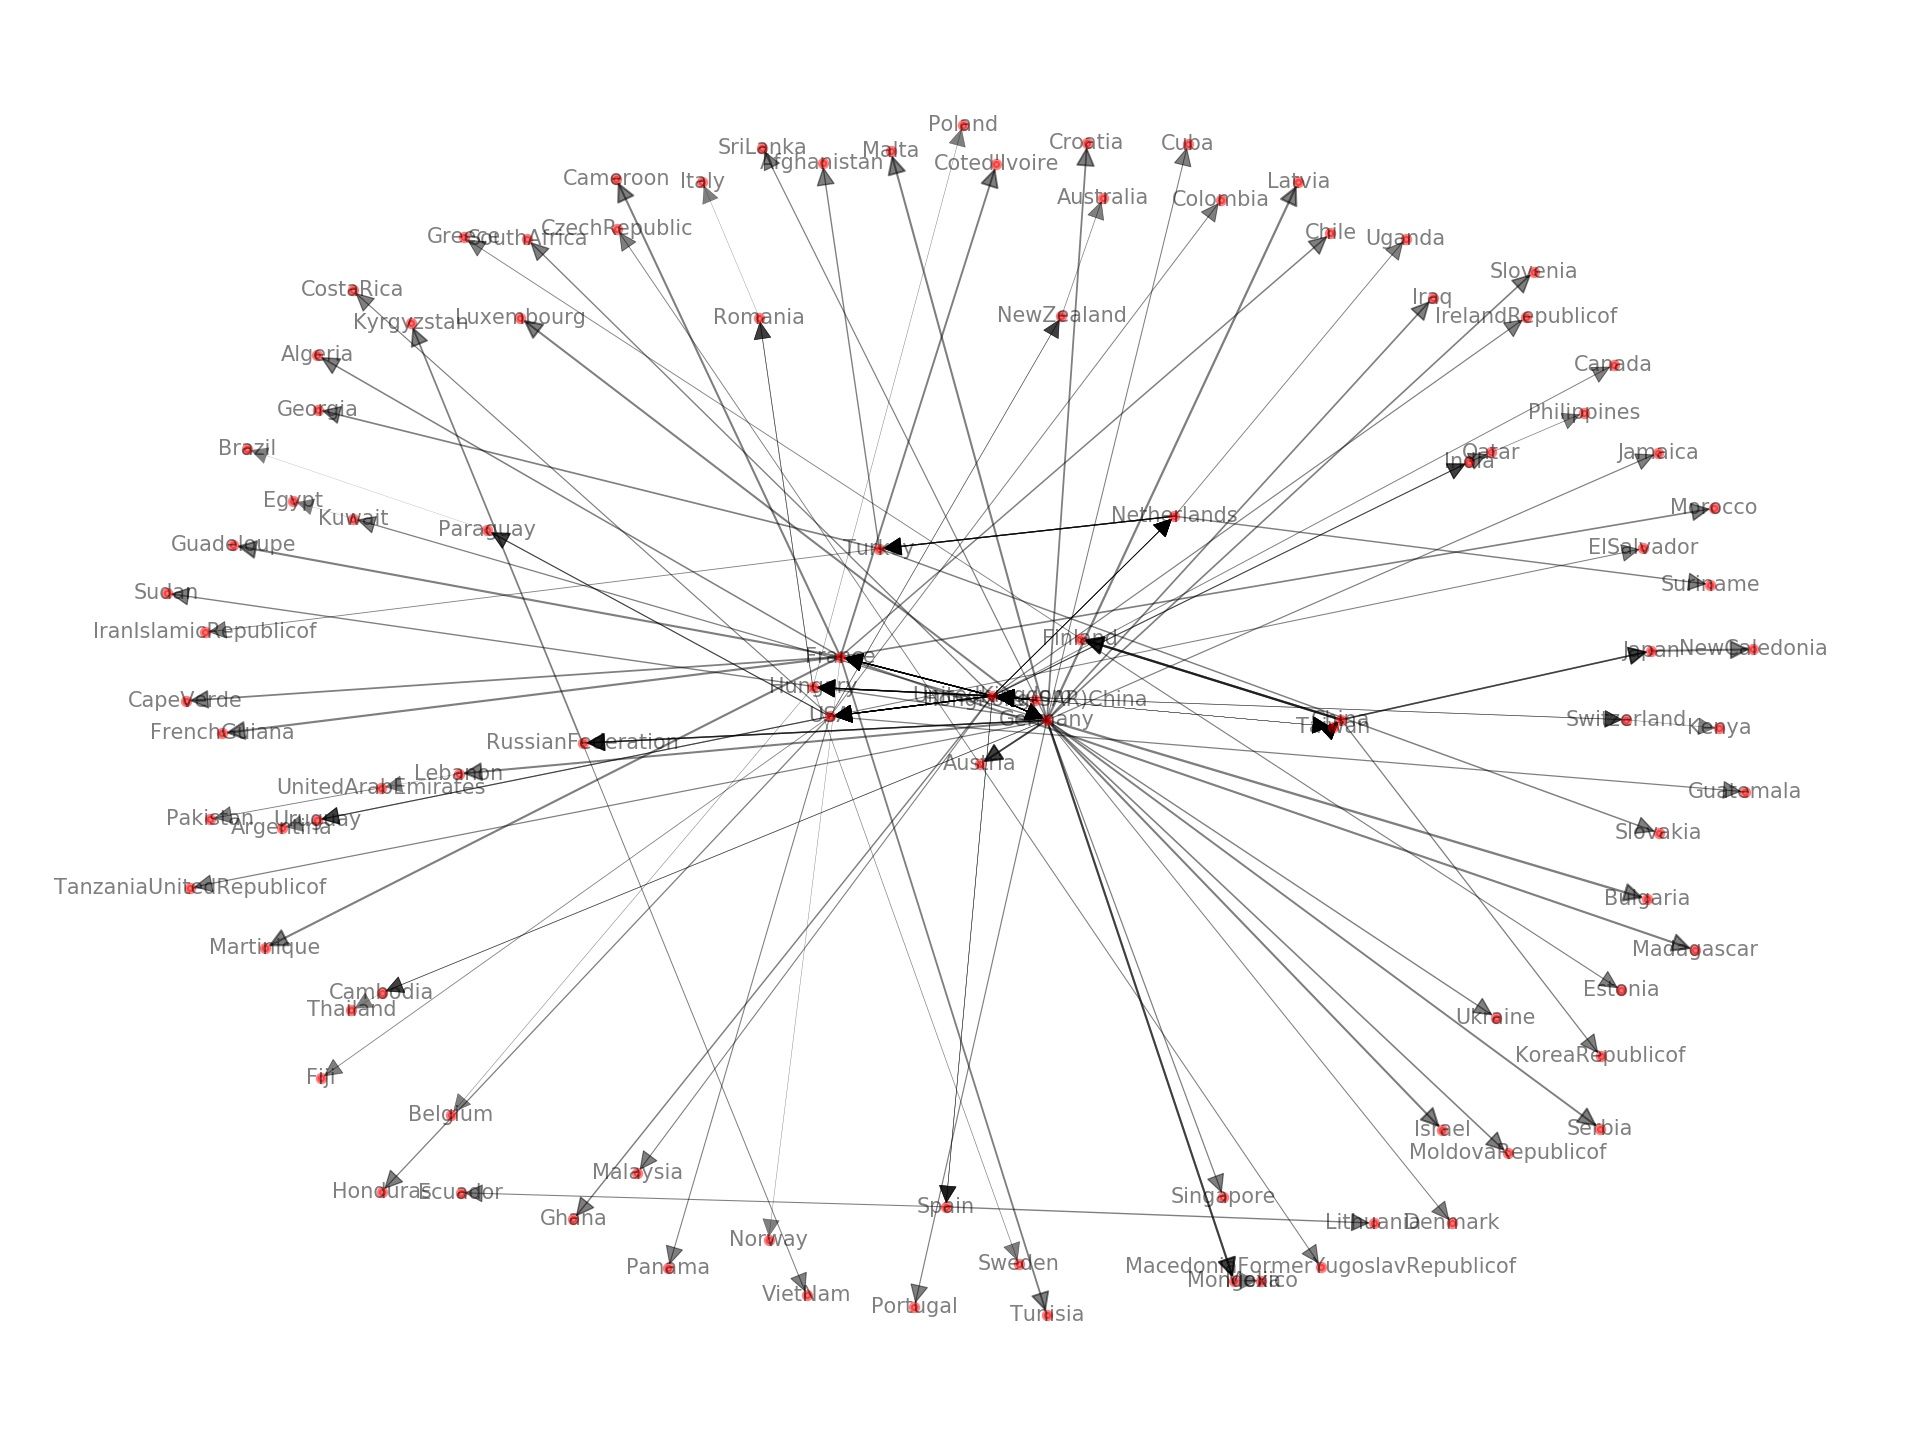 Poland
Croatia
Cuba
SriLanka
Malta
Afghanistan
CotedIvoire
Cameroon
Italy
Latvia
Australia
Colombia
CzechRepublic
Chile
Greece
SouthAfrica
Uganda
Slovenia
CostaRica
Iraq
Kyrgyzstan
Luxembourg
Romania
NewZealand
IrelandRepublicof
Algeria
Canada
Georgia
Philippines
Brazil
Qatar
India
Jamaica
Egypt
Kuwait
Paraguay
Netherlands
Morocco
Guadeloupe
Turkey
ElSalvador
Sudan
Suriname
IranIslamicRepublicof
Finland
France
Japan
NewCaledonia
Hungary
CapeVerde
UnitedKingdom
China
FrenchGuiana
USA
Germany
China
Taiwan
Switzerland
Kenya
RussianFederation
Lebanon
Austria
UnitedArabEmirates
Guatemala
Pakistan
Uruguay
Argentina
Slovakia
TanzaniaUnitedRepublicof
Bulgaria
Martinique
Madagascar
Cambodia
Thailand
Estonia
Ukraine
KoreaRepublicof
Fiji
Belgium
Israel
Serbia
MoldovaRepublicof
Malaysia
Honduras
Ecuador
Singapore
Spain
Ghana
Lithuania
Denmark
Norway
Panama
Sweden
MacedoniaFormerYugoslavRepublicof
Mexico
VietNam
Portugal
Tunisia